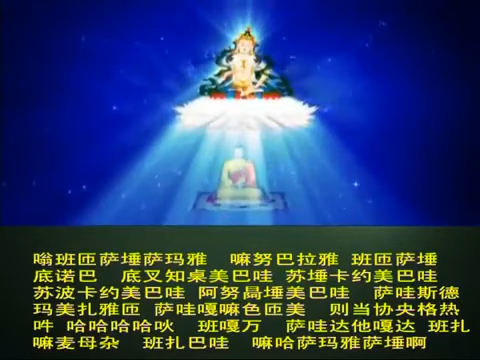 嗡班匝萨埵萨玛雅　嘛努巴拉雅 班匝萨埵
底诺巴　底叉知桌美巴哇 苏埵卡约美巴哇
苏波卡约美巴哇 阿努晶埵美巴哇　萨哇斯德
玛美扎雅匝 萨哇嘎嘛色匝美　则当协央格热
吽 哈哈哈哈吙　班嘎万　萨哇达他嘎达 班扎
嘛麦母杂　班扎巴哇　嘛哈萨玛雅萨埵啊